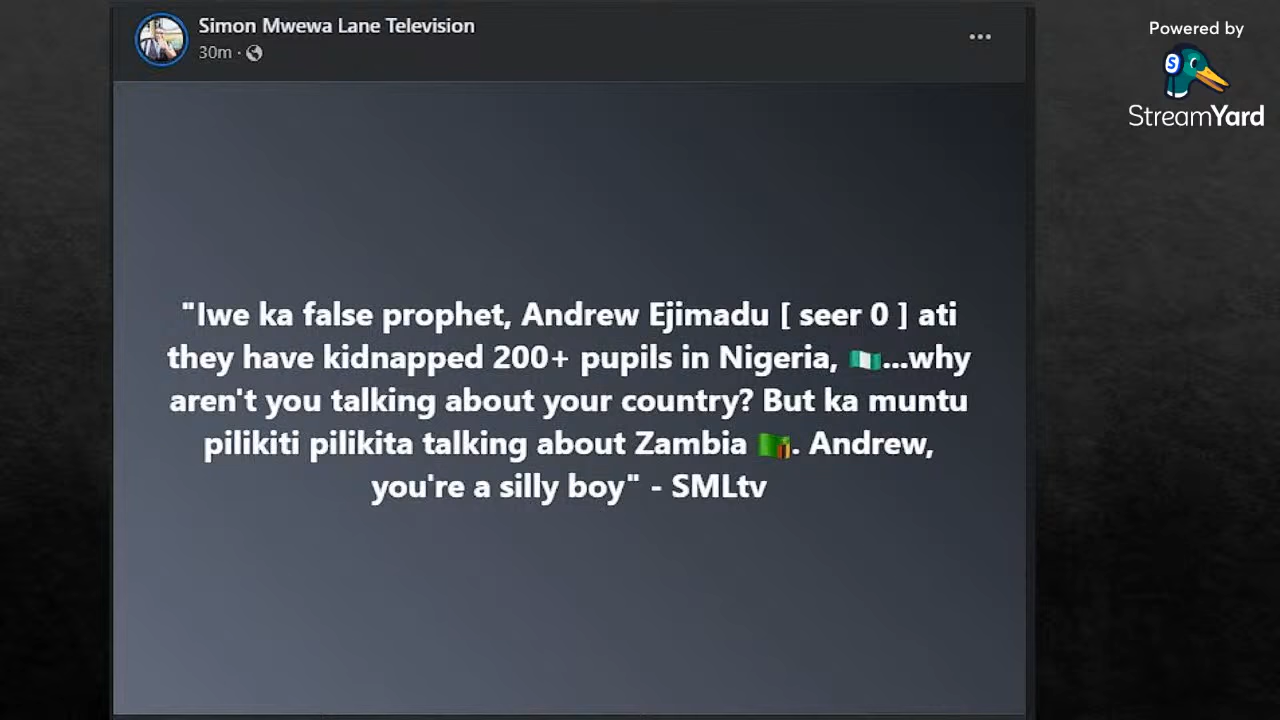 Simon Mwewa Lane Television
30m ·
Powered by
StreamYard
"Iwe ka false prophet, Andrew Ejimadu [ seer 0 ] ati
they have kidnapped 200+ pupils in Nigeria, 🇳🇬...why
aren't you talking about your country? But ka muntu
pilikiti pilikita talking about Zambia 🇿🇲. Andrew,
you're a silly boy" - SMLtv